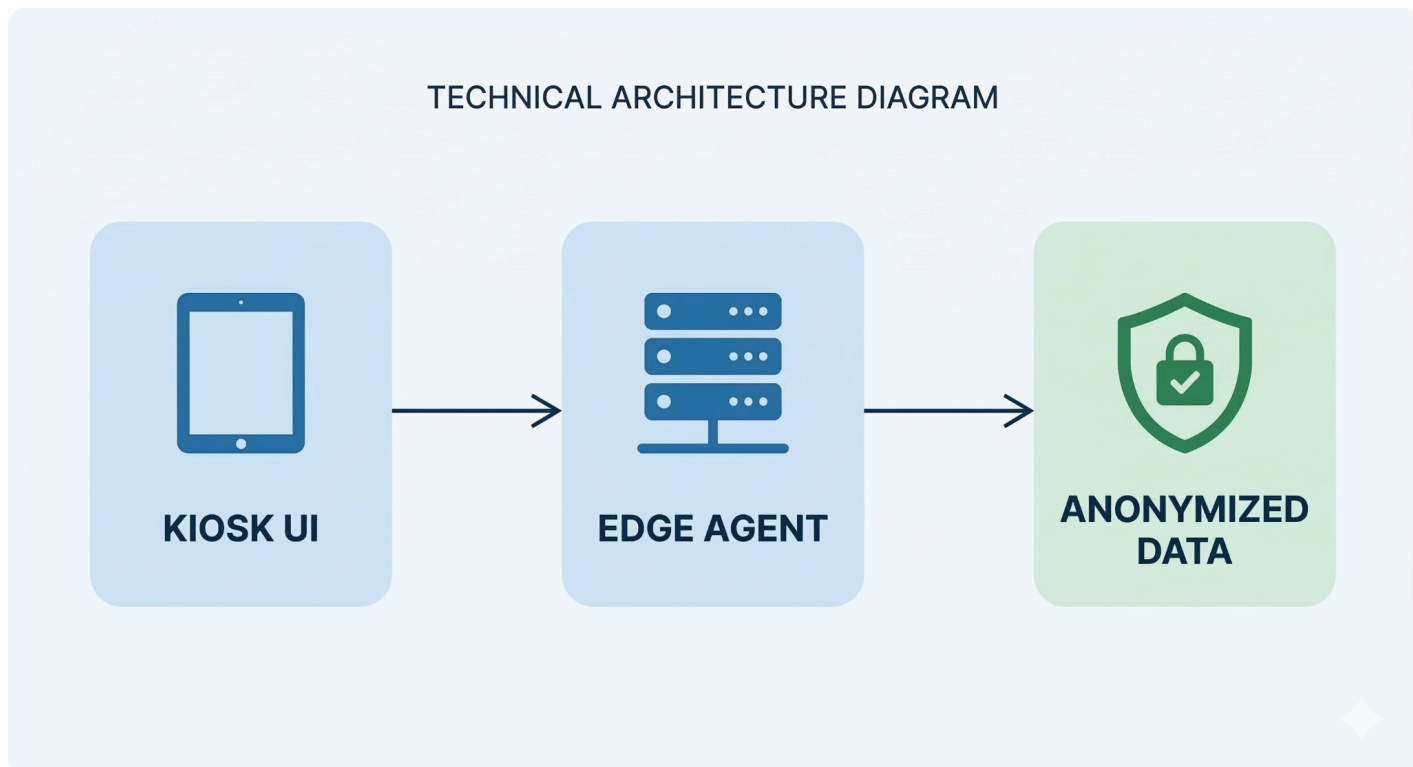 TECHNICAL ARCHITECTURE DIAGRAM
KIOSK UI
EDGE AGENT
ANONYMIZED
DATA